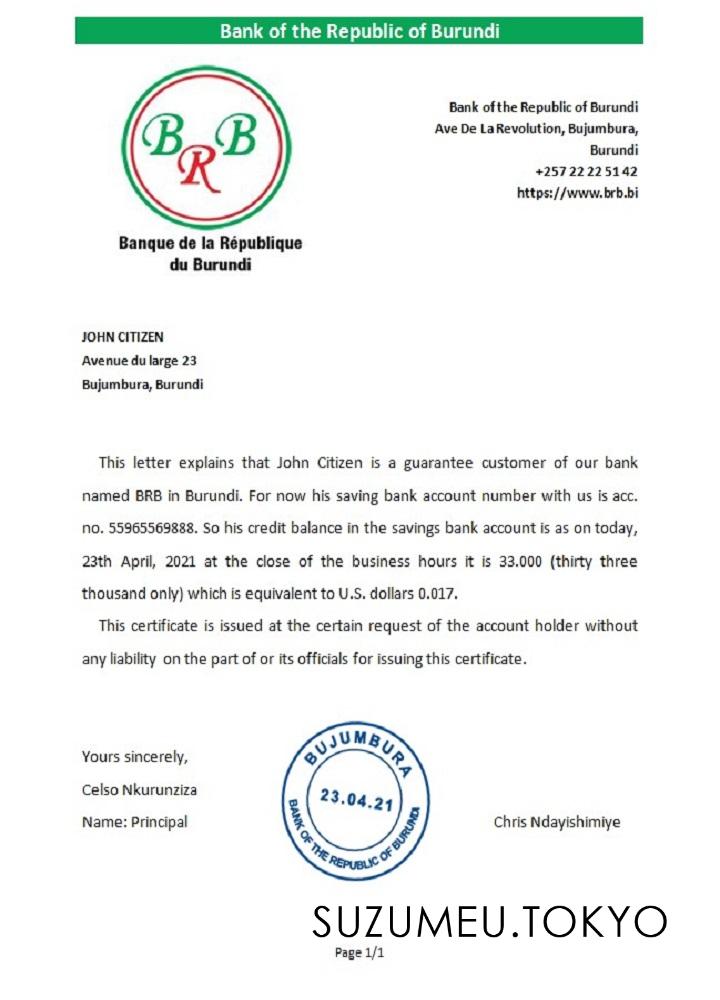 Bank of the Republic of Burundi
B R B
Banque de la République
du Burundi
Bank of the Republic of Burundi
Ave De La Revolution, Bujumbura,
Burundi
+257 22 22 51 42
https://www.brb.bi
JOHN CITIZEN
Avenue du large 23
Bujumbura, Burundi
This letter explains that John Citizen is a guarantee customer of our bank
named BRB in Burundi. For now his saving bank account number with us is acc.
no. 55965569888. So his credit balance in the savings bank account is as on today,
23th April, 2021 at the close of the business hours it is 33.000 (thirty three
thousand only) which is equivalent to U.S. dollars 0.017.
This certificate is issued at the certain request of the account holder without
any liability on the part of or its officials for issuing this certificate.
Yours sincerely,
Celso Nkurunziza
Name: Principal
BUJUMBURA
23.04.21
BANK OF THE REPUBLIC OF BURUNDI
Chris Ndayishimiye
SUZUMEU.TOKYO
Page 1/1